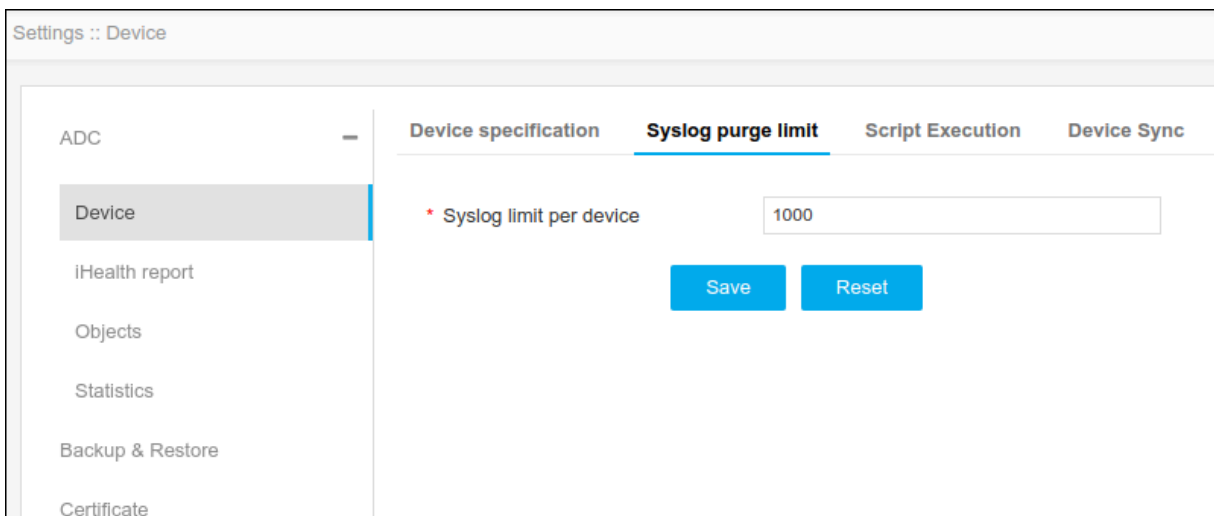 Settings :: Device
ADC
Device specification Syslog purge limit Script Execution Device Sync
Device
* Syslog limit per device 1000
iHealth report
Save Reset
Objects
Statistics
Backup & Restore
Certificate